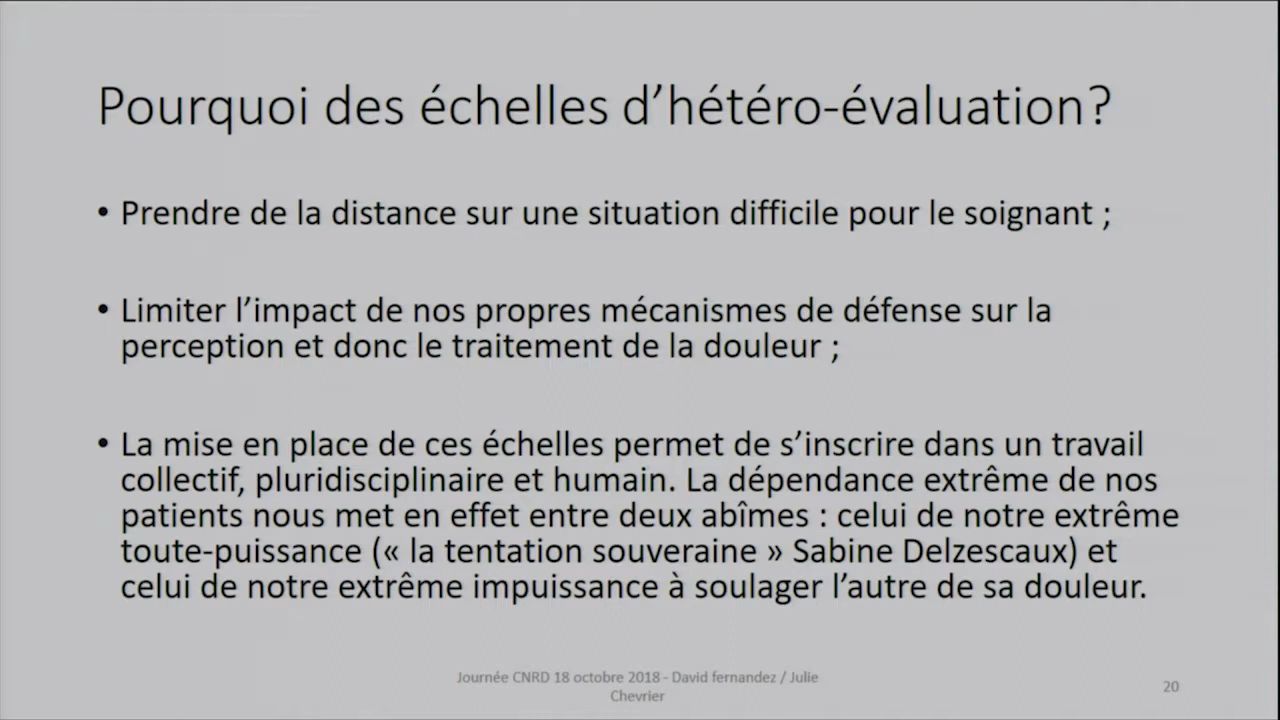 Pourquoi des échelles d’hétéro-évaluation?
• Prendre de la distance sur une situation difficile pour le soignant ;
• Limiter l’impact de nos propres mécanismes de défense sur la
perception et donc le traitement de la douleur ;
• La mise en place de ces échelles permet de s’inscrire dans un travail
collectif, pluridisciplinaire et humain. La dépendance extrême de nos
patients nous met en effet entre deux abîmes : celui de notre extrême
toute-puissance (« la tentation souveraine » Sabine Delzescaux) et
celui de notre extrême impuissance à soulager l’autre de sa douleur.
Journée CNRD 18 octobre 2018 - David fernandez / Julie
Chevrier
20